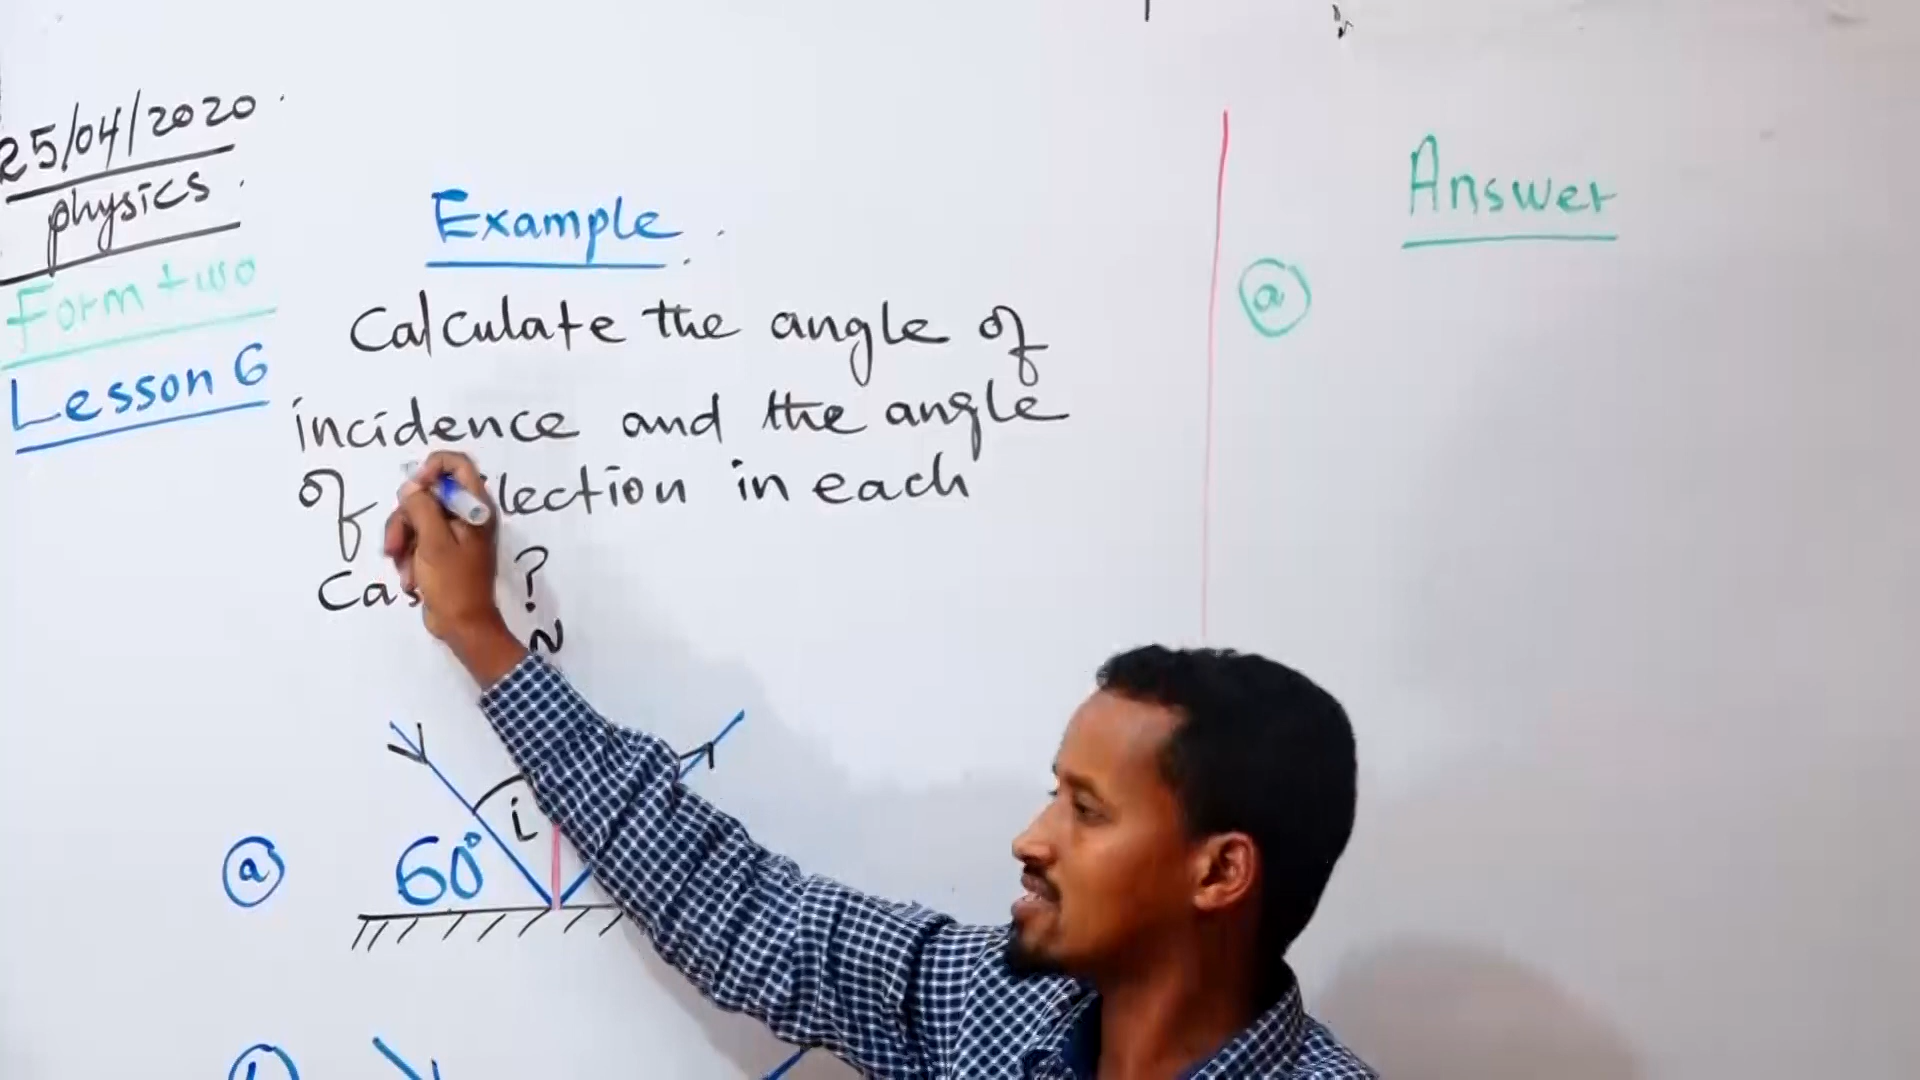 25/04/2020
physics
Form two
Lesson 6
Example
Calculate the angle of
incidence and the angle
of in each
?
N
i
a
60°
Answer
a